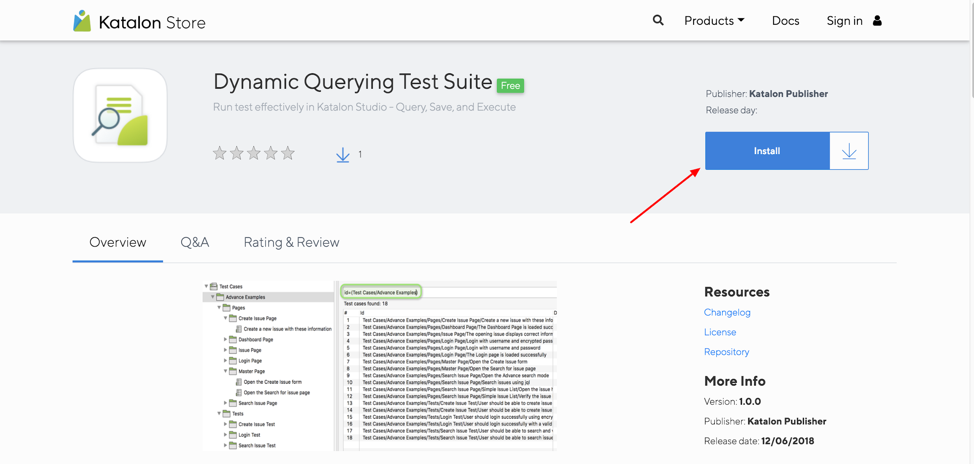 Katalon Store
Products
Docs
Sign in
Dynamic Querying Test Suite
Free
Run test effectively in Katalon Studio - Query, Save, and Execute
1
Publisher: Katalon Publisher
Release day:
Install
Overview
Q&A
Rating & Review
Test Cases
Advance Examples
Pages
Create Issue Page
Create a new issue with these information
Dashboard Page
Issue Page
Login Page
Master Page
Open the Create issue form
Open the Search for issue page
Search Issue Page
Tests
Create Issue Test
Login Test
Search Issue Test
id=(Test Cases/Advance Examples)
Test cases found: 18
# Id D
1 Test Cases/Advance Examples/Pages/Create Issue Page/Create a new issue with these info
2 Test Cases/Advance Examples/Pages/Dashboard Page/The Dashboard Page is loaded succ
3 Test Cases/Advance Examples/Pages/Issue Page/The opening issue displays correct infor
4 Test Cases/Advance Examples/Pages/Login Page/Login with username and encrypted pass
5 Test Cases/Advance Examples/Pages/Login Page/Login with username and password
6 Test Cases/Advance Examples/Pages/Login Page/The Login page is loaded successfully
7 Test Cases/Advance Examples/Pages/Master Page/Open the Create issue form
8 Test Cases/Advance Examples/Pages/Master Page/Open the Search for issue page
9 Test Cases/Advance Examples/Pages/Search Issue Page/Open the Advance search mode
10 Test Cases/Advance Examples/Pages/Search Issue Page/Search issues using jql
11 Test Cases/Advance Examples/Pages/Search Issue Page/Simple Issue List/Open the issue
12 Test Cases/Advance Examples/Pages/Search Issue Page/Simple Issue List/Verify the issue
13 Test Cases/Advance Examples/Tests/Create Issue Test/User should be able to create issue
14 Test Cases/Advance Examples/Tests/Create Issue Test/User should be able to create issue
15 Test Cases/Advance Examples/Tests/Login Test/User should login successfully using encry
16 Test Cases/Advance Examples/Tests/Login Test/User should login successfully with a valid
17 Test Cases/Advance Examples/Tests/Search Issue Test/User should be able to search and
18 Test Cases/Advance Examples/Tests/Search Issue Test/User should be able to search issue
Resources
Changelog
License
Repository
More Info
Version: 1.0.0
Publisher: Katalon Publisher
Release date: 12/06/2018